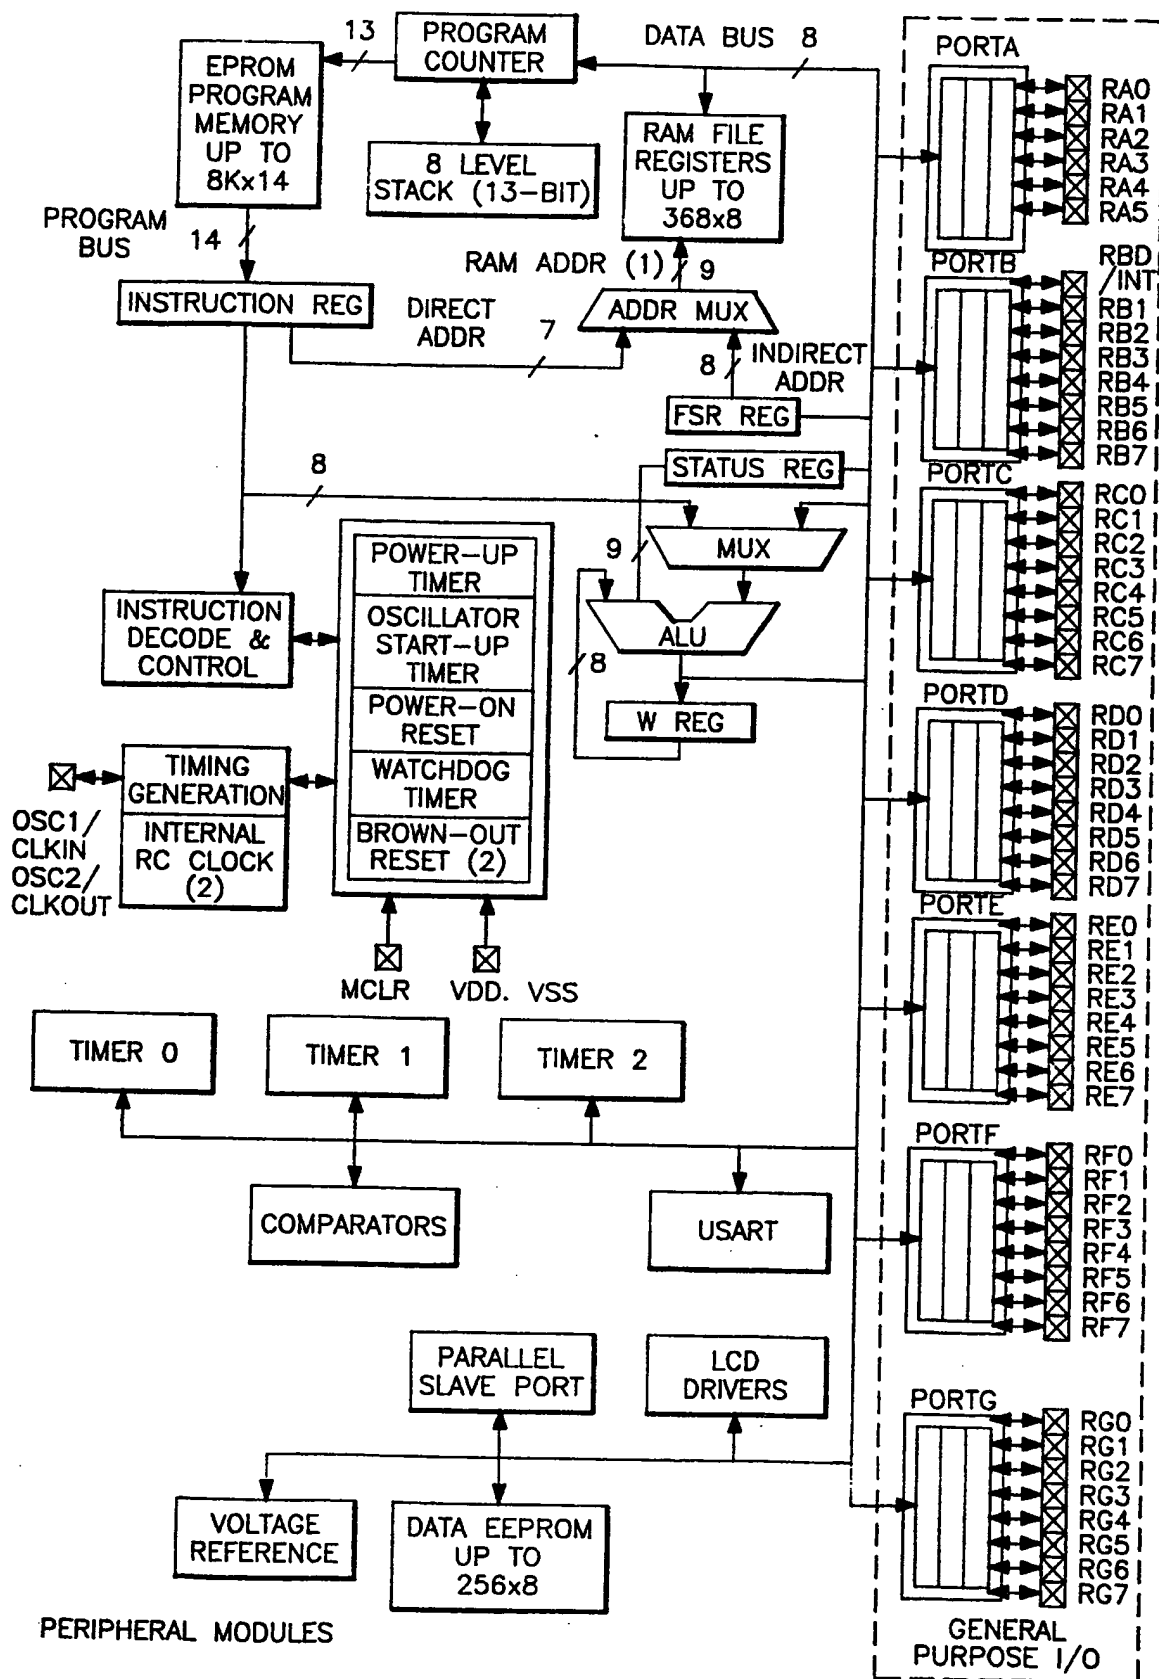 13
PROGRAM
COUNTER
DATA BUS 8
EPROM
PROGRAM
MEMORY
UP TO
8Kx14
8 LEVEL
STACK (13-BIT)
RAM FILE
REGISTERS
UP TO
368x8
PROGRAM
BUS
14
RAM ADDR (1)
9
INSTRUCTION REG
DIRECT
ADDR
7
ADDR MUX
8
INDIRECT
ADDR
FSR REG
STATUS REG
8
MUX
9
ALU
8
W REG
INSTRUCTION
DECODE &
CONTROL
POWER-UP
TIMER
OSCILLATOR
START-UP
TIMER
POWER-ON
RESET
WATCHDOG
TIMER
BROWN-OUT
RESET (2)
TIMING
GENERATION
INTERNAL
RC CLOCK
(2)
OSC1/
CLKIN
OSC2/
CLKOUT
MCLR
VDD. VSS
TIMER 0
TIMER 1
TIMER 2
COMPARATORS
USART
PARALLEL
SLAVE PORT
LCD
DRIVERS
VOLTAGE
REFERENCE
DATA EEPROM
UP TO
256x8
PERIPHERAL MODULES
PORTA
RA0
RA1
RA2
RA3
RA4
RA5
PORTB
RBD
/INT
RB1
RB2
RB3
RB4
RB5
RB6
RB7
PORTC
RC0
RC1
RC2
RC3
RC4
RC5
RC6
RC7
PORTD
RD0
RD1
RD2
RD3
RD4
RD5
RD6
RD7
PORTE
RE0
RE1
RE2
RE3
RE4
RE5
RE6
RE7
PORTF
RF0
RF1
RF2
RF3
RF4
RF5
RF6
RF7
PORTG
RG0
RG1
RG2
RG3
RG4
RG5
RG6
RG7
GENERAL
PURPOSE I/O